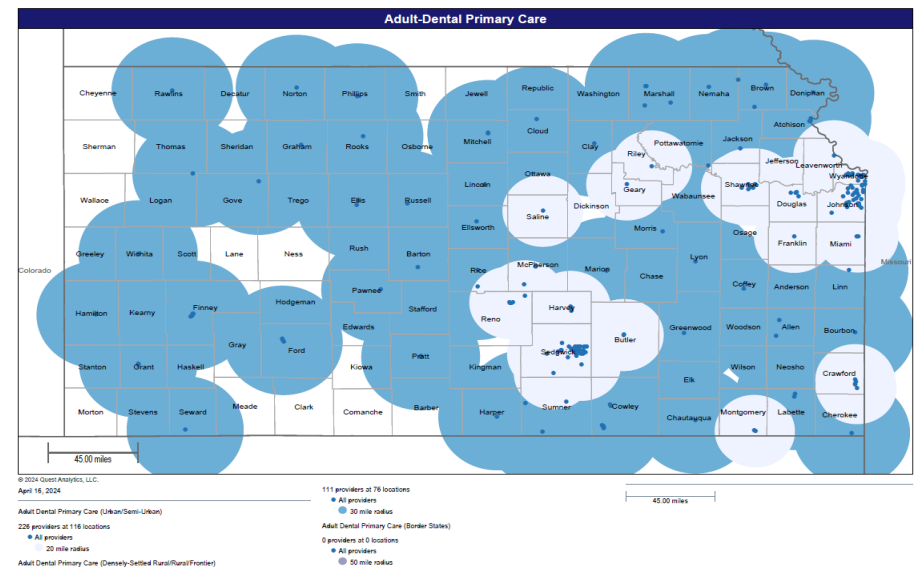 Adult-Dental Primary Care
Cheyenne Rawlins Decatur Norton Phillips Smith Jewell Republic Washington Marshall Nemaha Brown Doniphan
Sherman Thomas Sheridan Graham Rooks Osborne Mitchell Cloud Clay Riley Pottawatomie Jackson Atchison
Jefferson Leavenworth
Wallace Logan Gove Trego Ellis Russell Lincoln Ottawa Dickinson Geary Wabaunsee Shawnee Douglas Johnson Wyandotte
Saline
Greeley Wichita Scott Lane Ness Rush Barton Ellsworth McPherson Marion Morris Chase Lyon Osage Franklin Miami
Colorado Missouri
Hamilton Kearny Finney Hodgeman Pawnee Stafford Rice Reno Harvey Butler Greenwood Coffey Anderson Linn
Gray Ford Edwards Pratt Kingman Sedgwick Woodson Allen Bourbon
Stanton Grant Haskell Kiowa Elk Wilson Neosho Crawford
Morton Stevens Seward Meade Clark Comanche Barber Harper Sumner Cowley Chautauqua Montgomery Labette Cherokee
45.00 miles
© 2024 Quest Analytics, LLC.
April 16, 2024
Adult Dental Primary Care (Urban/Semi-Urban)
226 providers at 116 locations
All providers
20 mile radius
Adult Dental Primary Care (Densely-Settled Rural/Rural/Frontier)
111 providers at 76 locations
All providers
30 mile radius
Adult Dental Primary Care (Border States)
0 providers at 0 locations
All providers
50 mile radius
45.00 miles